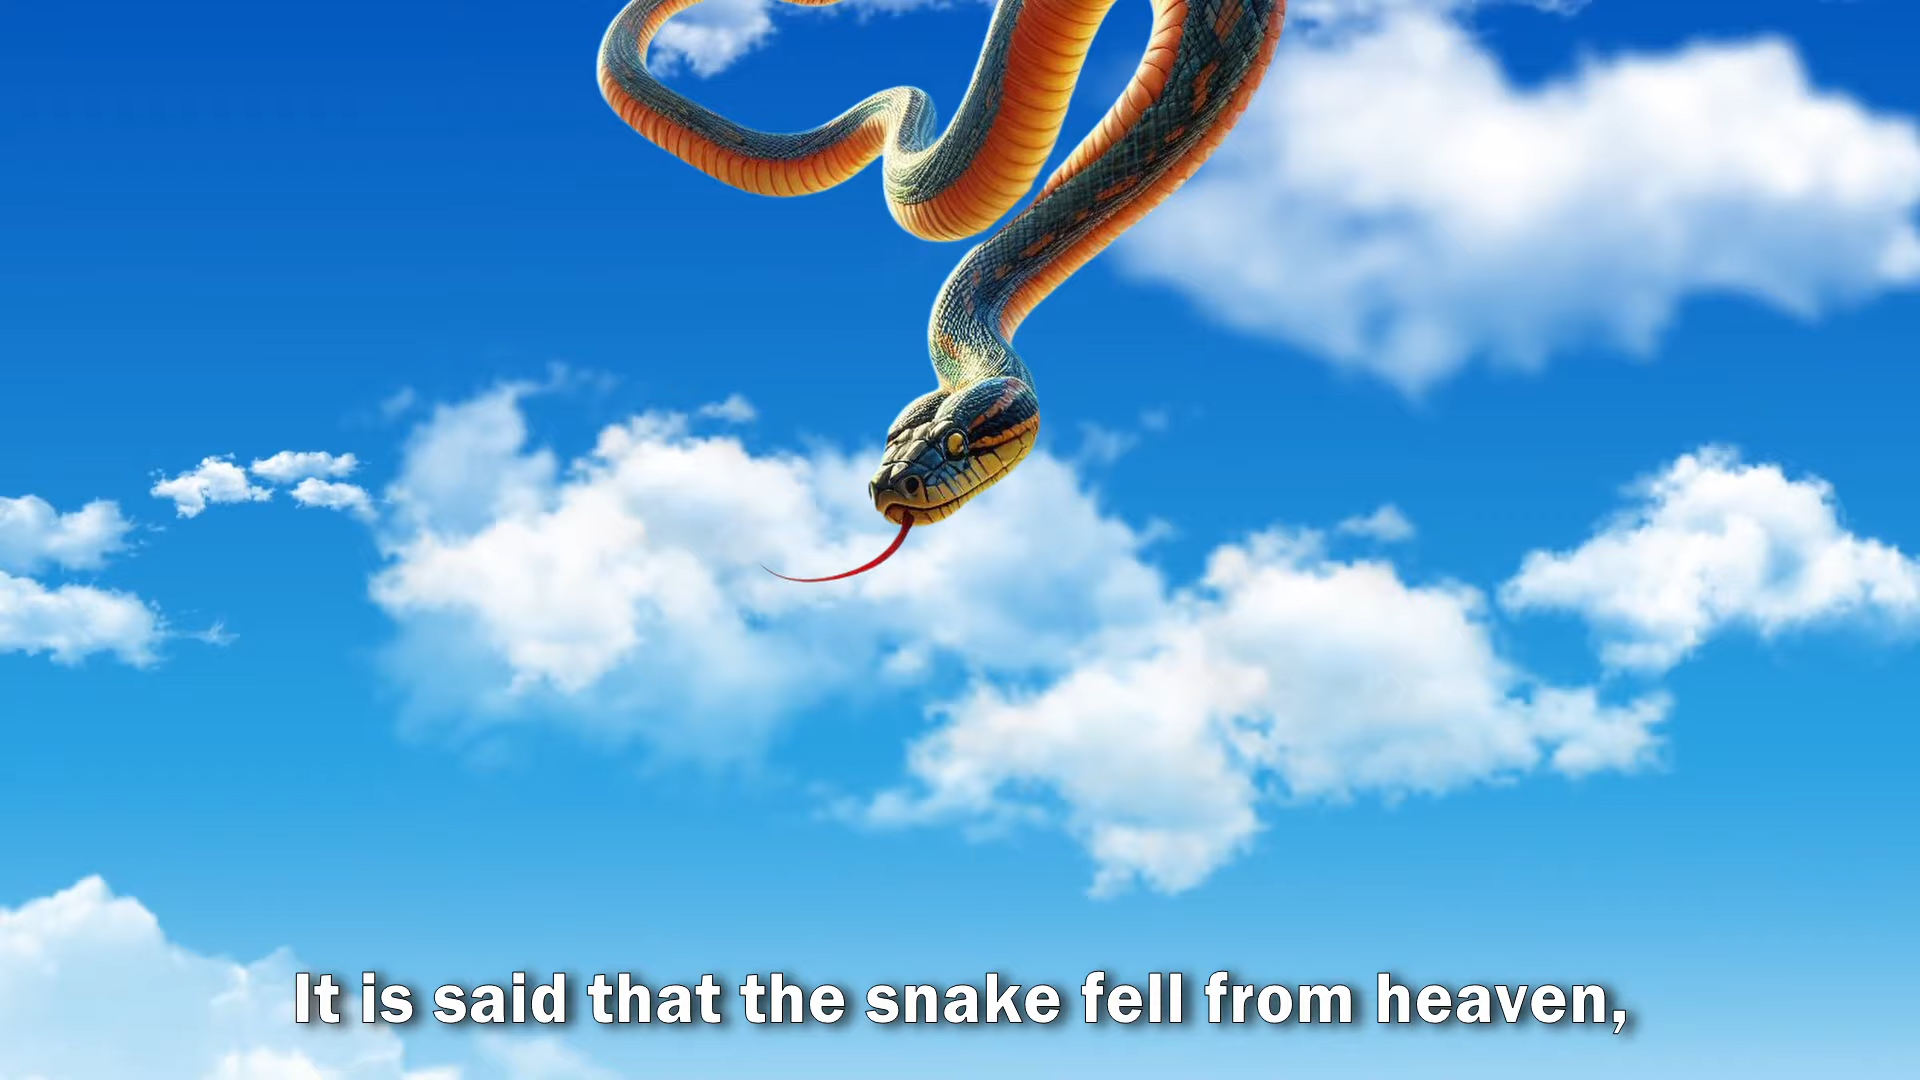 It is said that the snake fell from heaven,